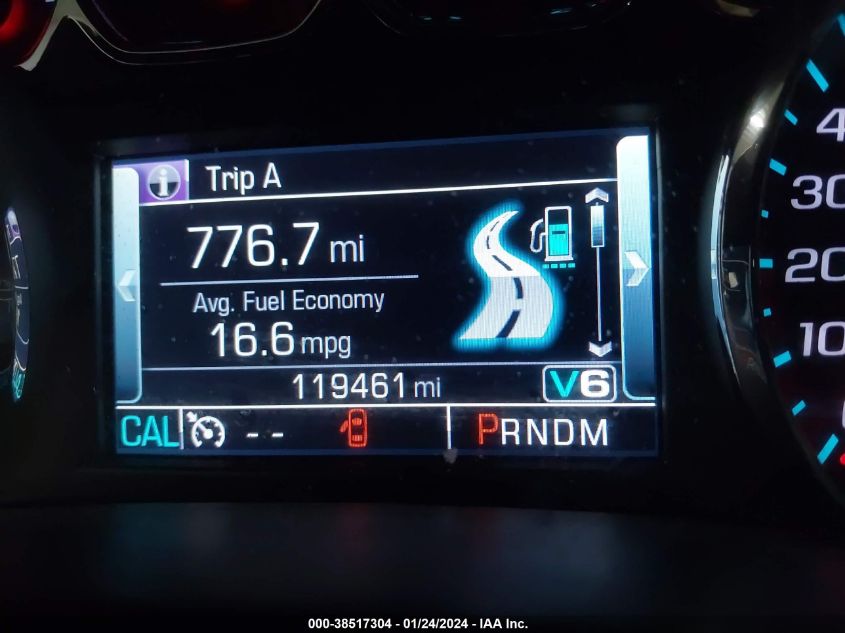 Trip A
776.7 mi
Avg. Fuel Economy
16.6 mpg
119461 mi
V6
CAL -- PRNDM
30
20
10
000-38517304 - 01/24/2024 - IAA Inc.